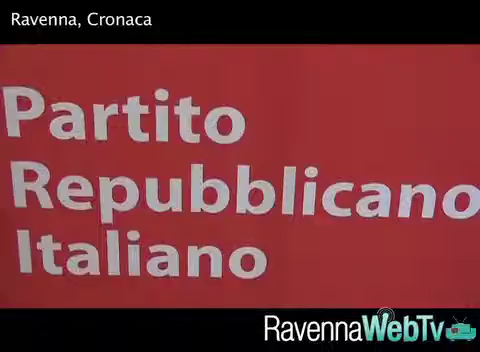 Ravenna, Cronaca
Partito
Repubblicano
Italiano
RavennaWebTv